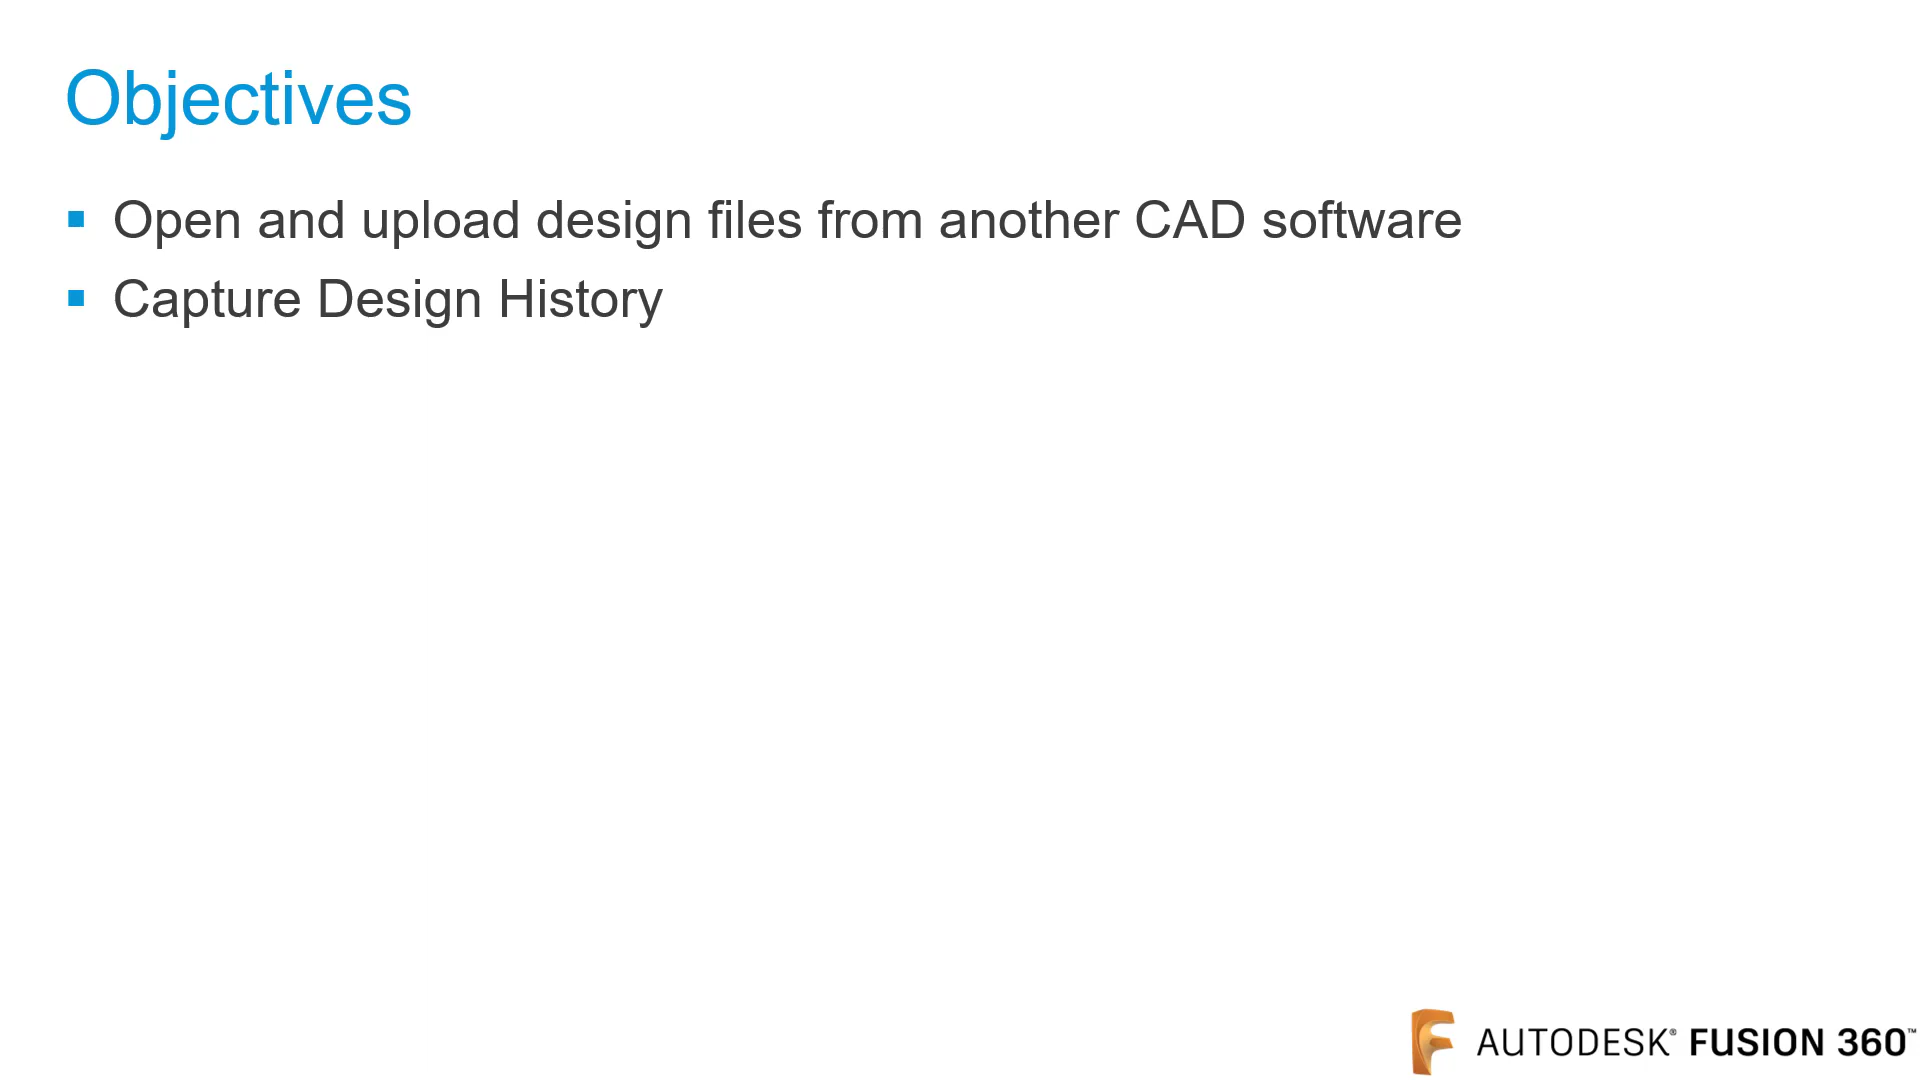 Objectives
▪ Open and upload design files from another CAD software
▪ Capture Design History
AUTODESK® FUSION 360™